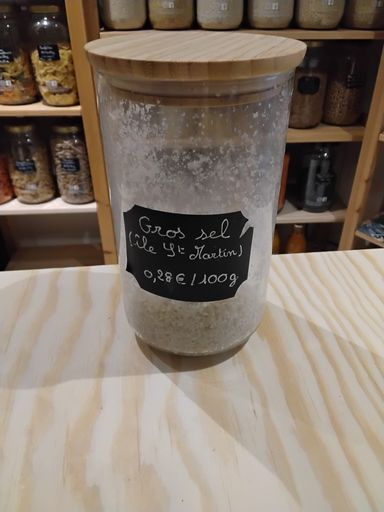 Gros sel
(île St Martin)
0,28€/100g